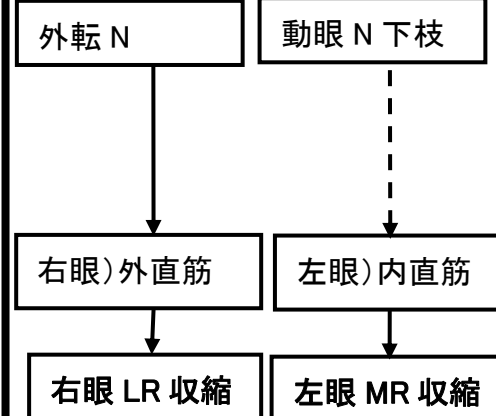 外転 N
動眼 N 下枝
右眼）外直筋
左眼）内直筋
右眼 LR 収縮
左眼 MR 収縮